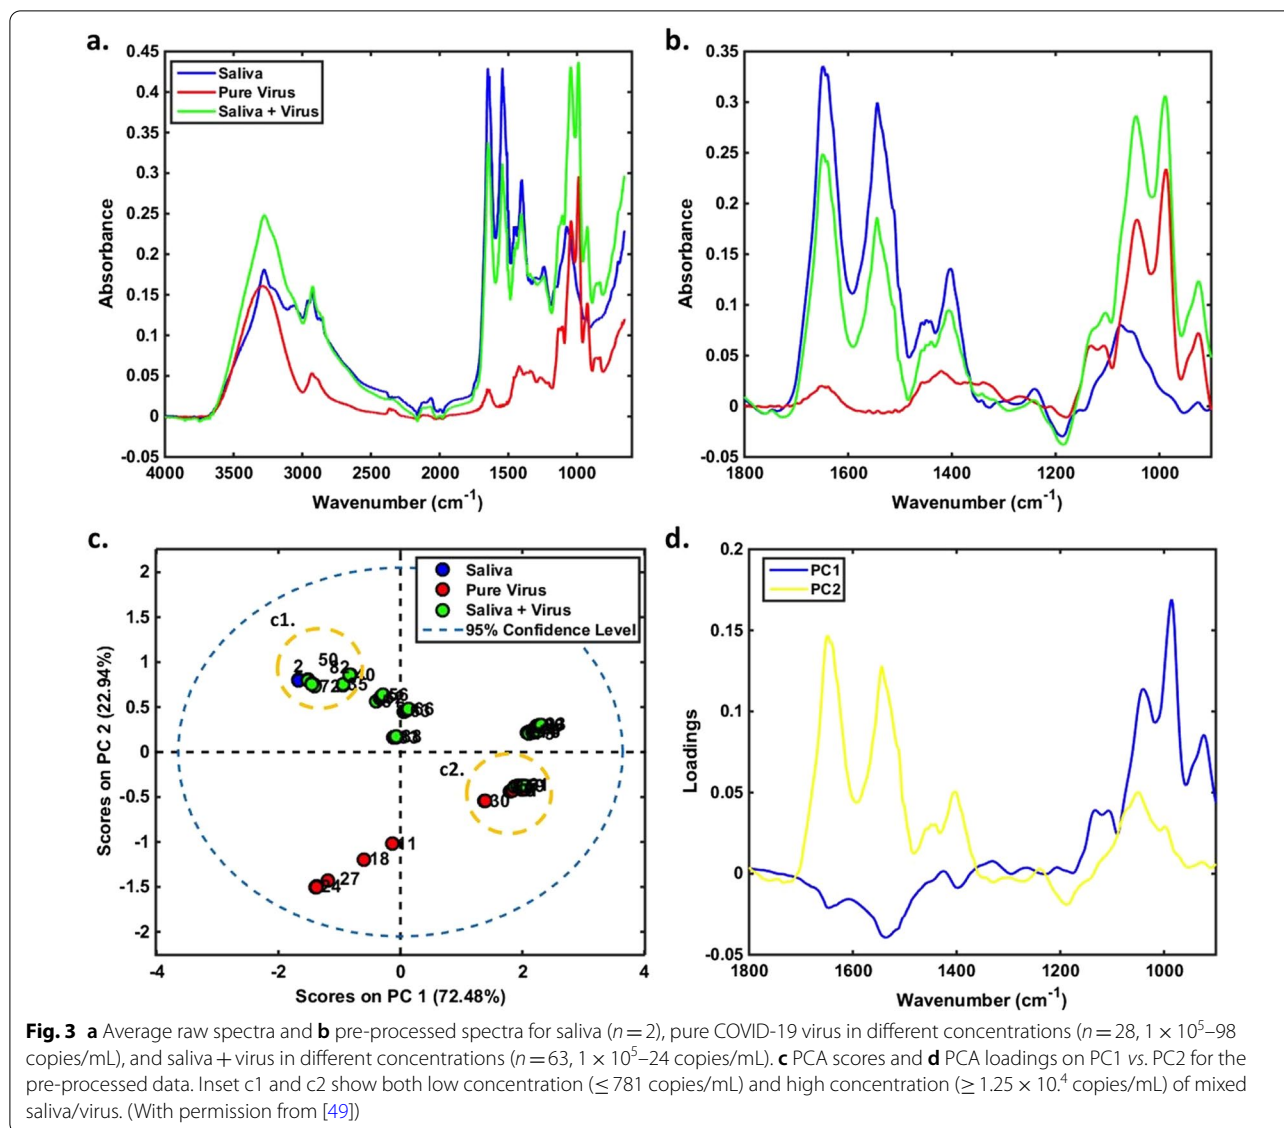 a.
0.45
0.4
0.35
0.3
0.25
0.2
0.15
0.1
0.05
0
-0.05
Absorbance
Saliva
Pure Virus
Saliva + Virus
4000 3500 3000 2500 2000 1500 1000
Wavenumber (cm-1)
b.
0.35
0.3
0.25
0.2
0.15
0.1
0.05
0
-0.05
Absorbance
1800 1600 1400 1200 1000
Wavenumber (cm-1)
c.
2
1.5
1
0.5
0
-0.5
-1
-1.5
-2
Scores on PC 2 (22.94%)
Saliva
Pure Virus
Saliva + Virus
95% Confidence Level
c1.
2
50
82
72
c2.
30
11
18
27
24
-4 -2 0 2 4
Scores on PC 1 (72.48%)
d.
0.2
0.15
0.1
0.05
0
-0.05
Loadings
PC1
PC2
1800 1600 1400 1200 1000
Wavenumber (cm-1)
Fig. 3 a Average raw spectra and b pre-processed spectra for saliva (n = 2), pure COVID-19 virus in different concentrations (n = 28, 1 × 10⁵–98
copies/mL), and saliva + virus in different concentrations (n = 63, 1 × 10⁵–24 copies/mL). c PCA scores and d PCA loadings on PC1 vs. PC2 for the
pre-processed data. Inset c1 and c2 show both low concentration (≤ 781 copies/mL) and high concentration (≥ 1.25 × 10.⁴ copies/mL) of mixed
saliva/virus. (With permission from [49])